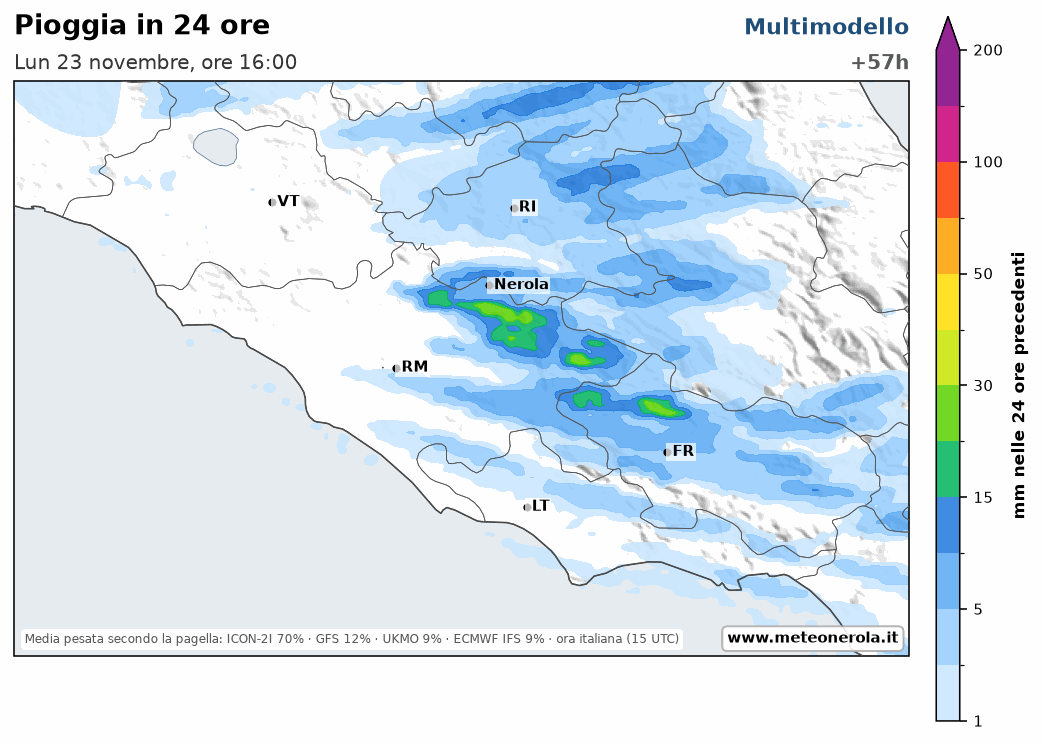 Pioggia in 24 ore
Multimodello
Lun 23 novembre, ore 16:00
+57h
VT
RI
Nerola
RM
FR
LT
Media pesata secondo la pagella: ICON-2I 70% · GFS 12% · UKMO 9% · ECMWF IFS 9% · ora italiana (15 UTC)
www.meteonerola.it
200
100
50
30
15
5
1
mm nelle 24 ore precedenti